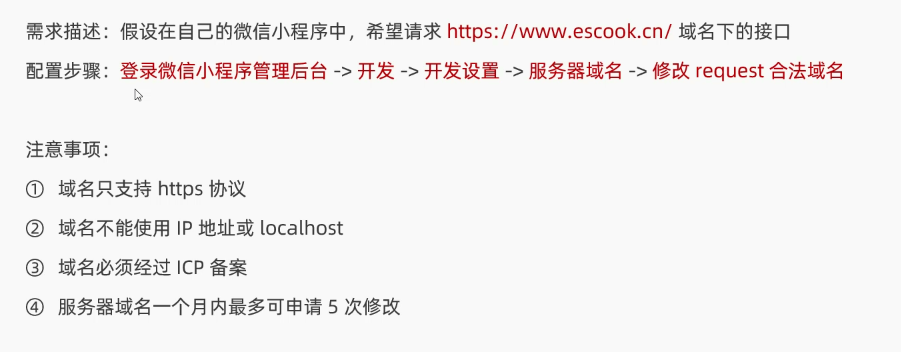 需求描述：假设在自己的微信小程序中，希望请求 https://www.escook.cn/ 域名下的接口
配置步骤：登录微信小程序管理后台 -> 开发 -> 开发设置 -> 服务器域名 -> 修改 request 合法域名
注意事项：
① 域名只支持 https 协议
② 域名不能使用 IP 地址或 localhost
③ 域名必须经过 ICP 备案
④ 服务器域名一个月内最多可申请 5 次修改